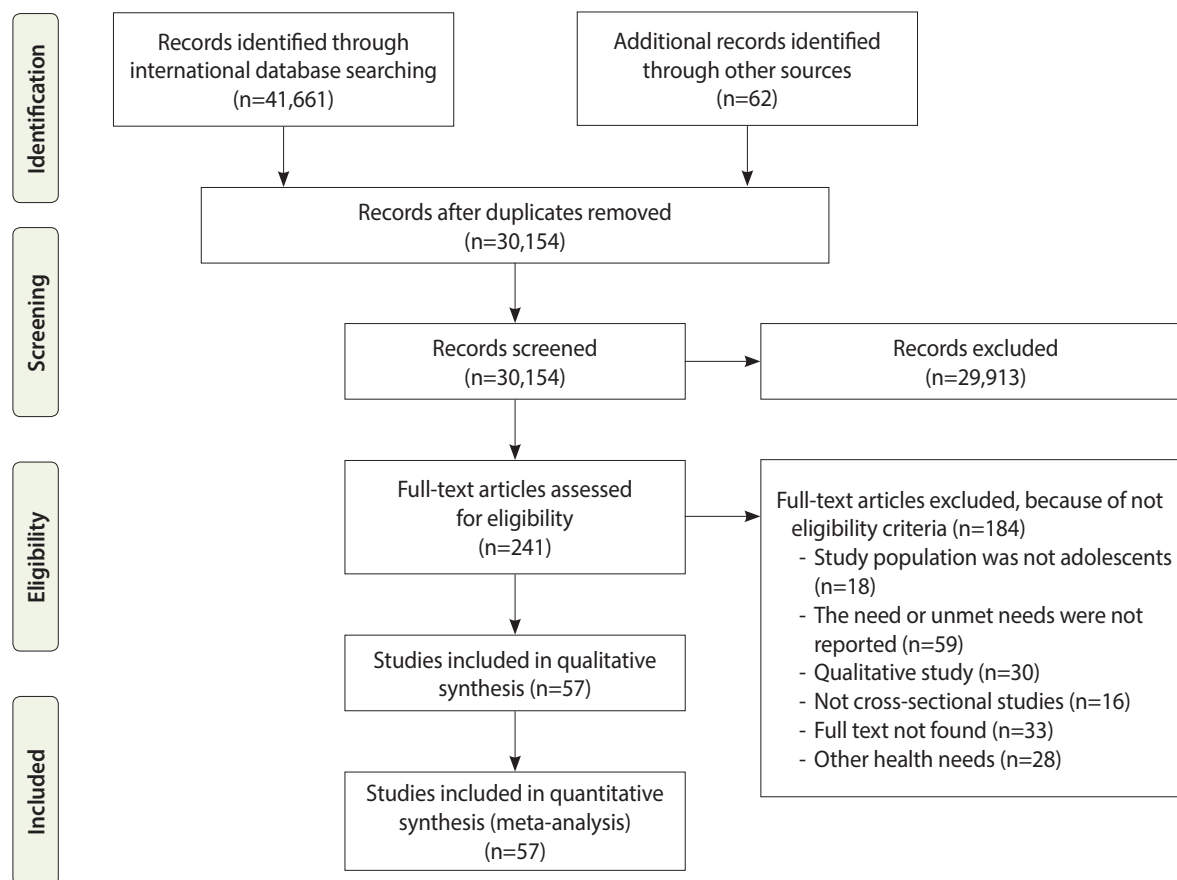 Identification
Records identified through
international database searching
(n=41,661)
Additional records identified
through other sources
(n=62)
Records after duplicates removed
(n=30,154)
Screening
Records screened
(n=30,154)
Records excluded
(n=29,913)
Eligibility
Full-text articles assessed
for eligibility
(n=241)
Full-text articles excluded, because of not
eligibility criteria (n=184)
- Study population was not adolescents
(n=18)
- The need or unmet needs were not
reported (n=59)
- Qualitative study (n=30)
- Not cross-sectional studies (n=16)
- Full text not found (n=33)
- Other health needs (n=28)
Studies included in qualitative
synthesis (n=57)
Included
Studies included in quantitative
synthesis (meta-analysis)
(n=57)